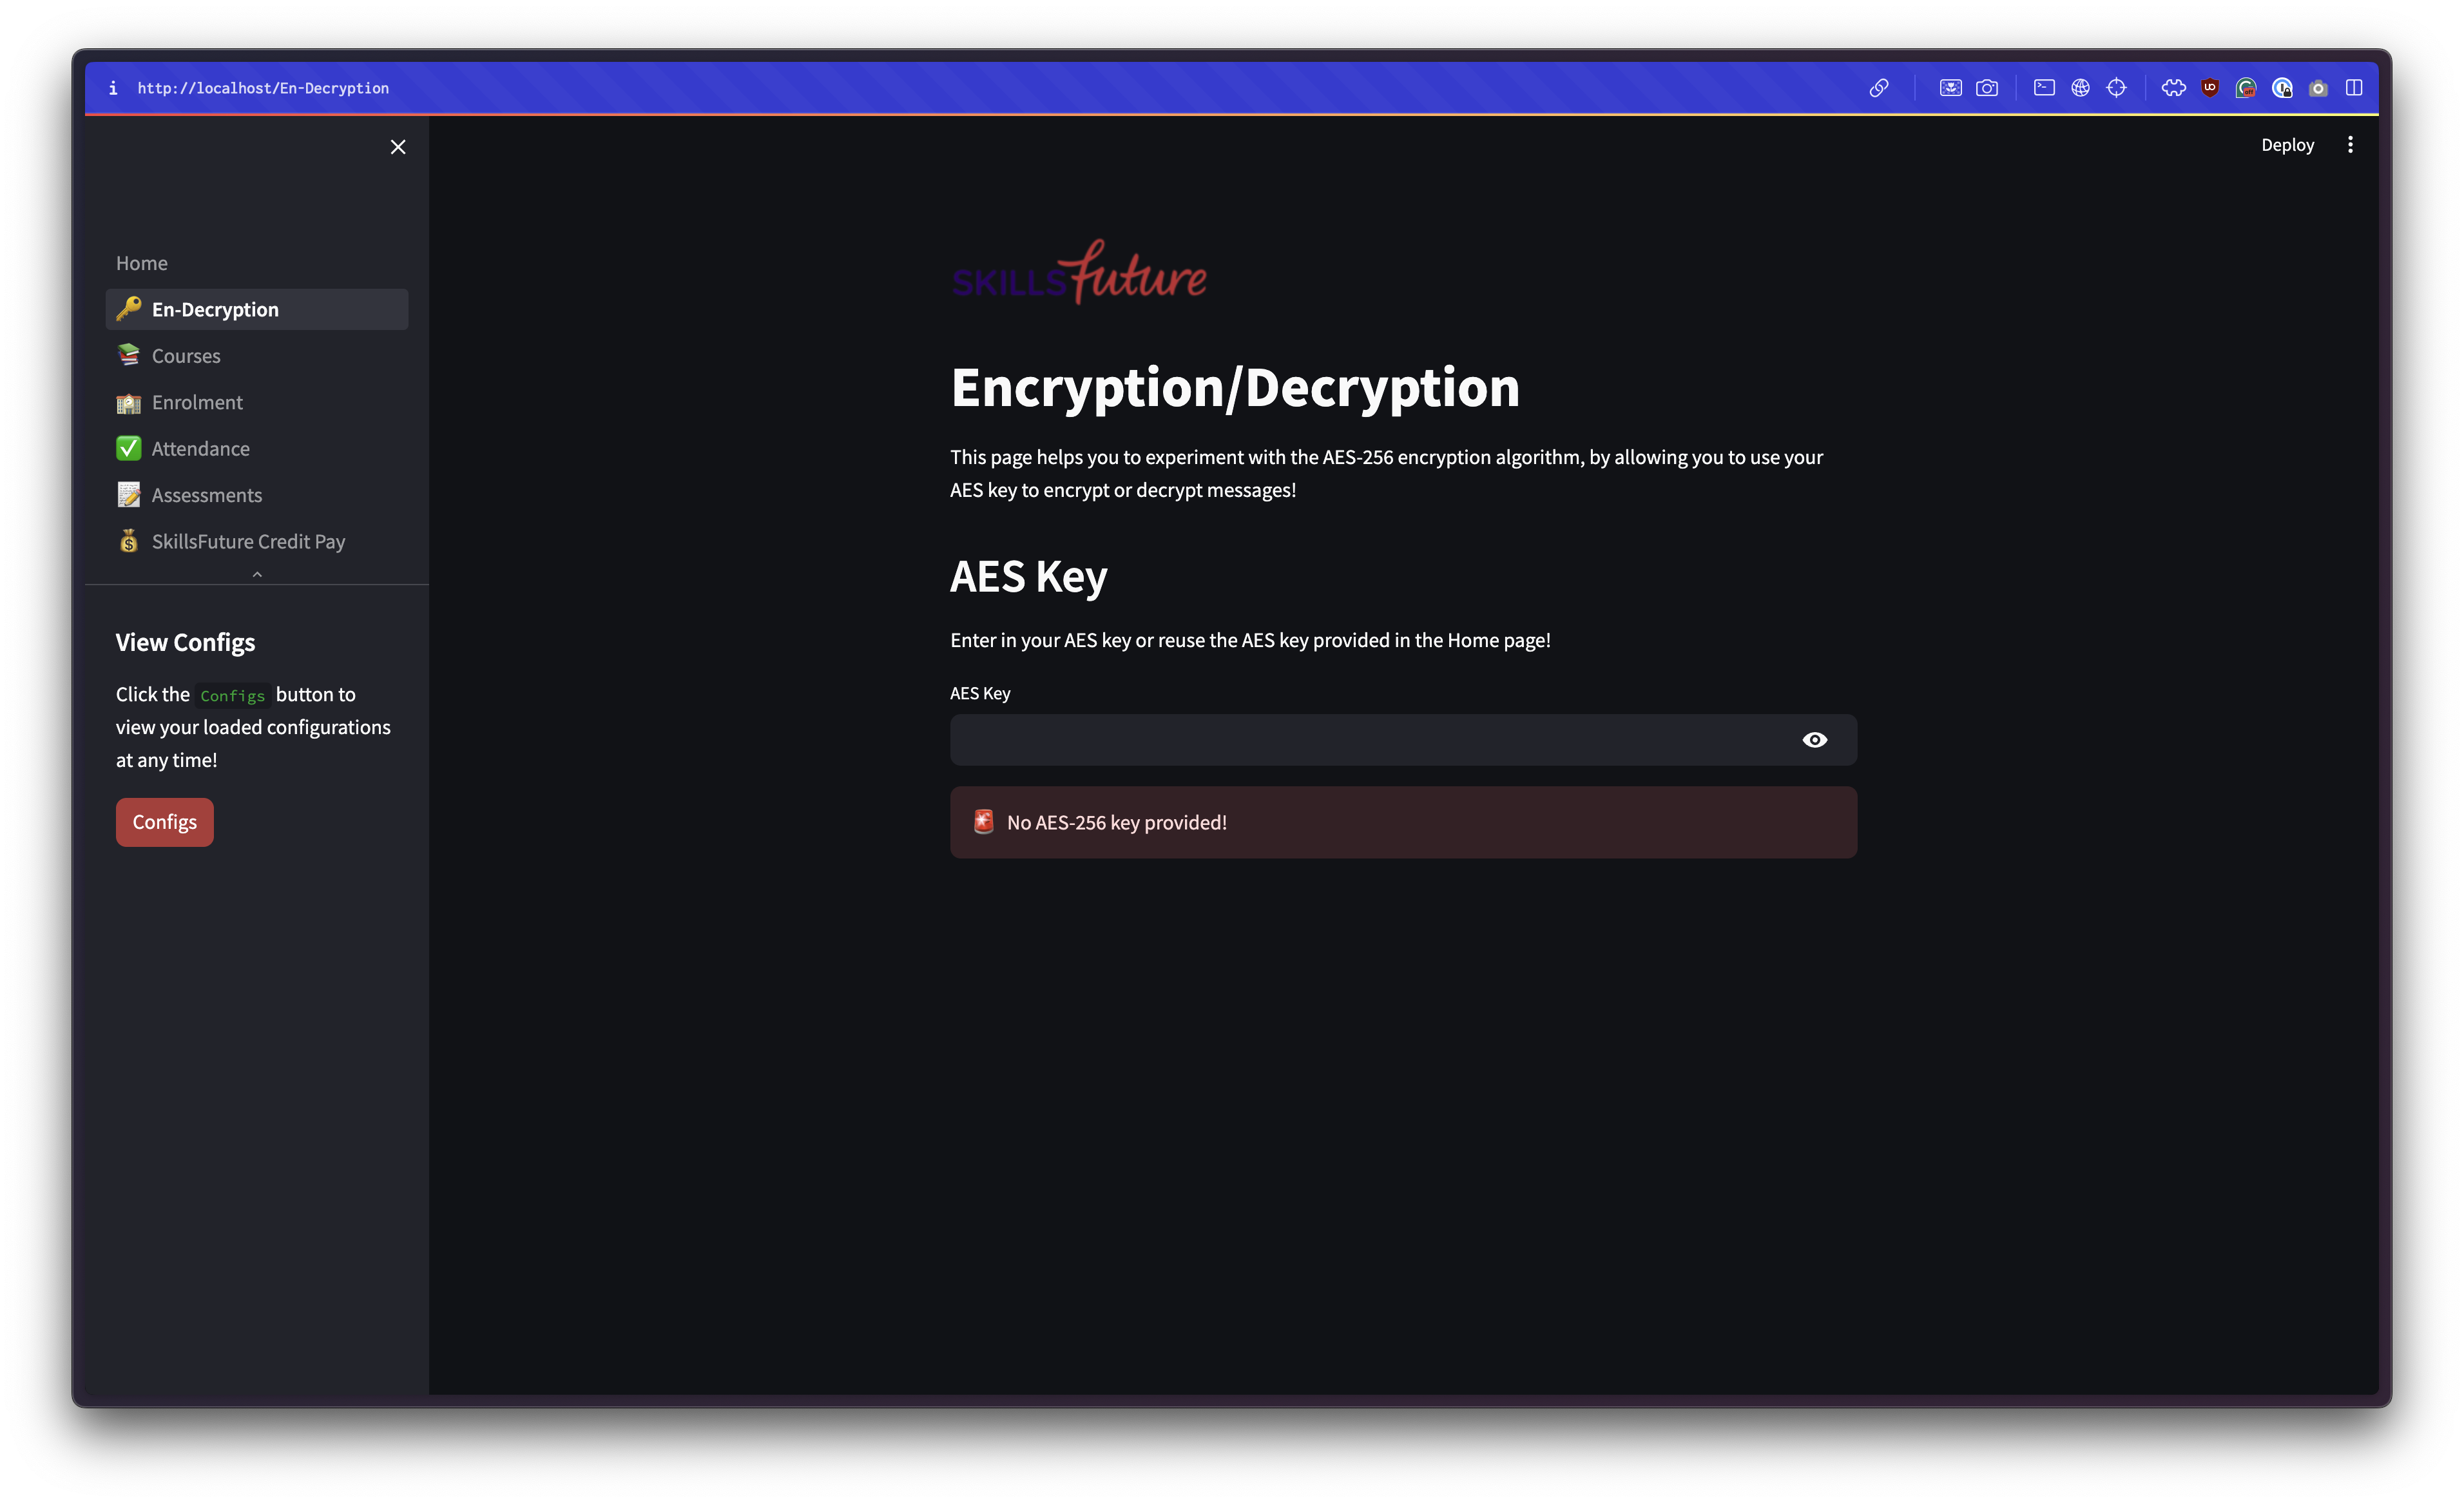 i http://localhost/En-Decryption
Deploy
Home
En-Decryption
Courses
Enrolment
Attendance
Assessments
SkillsFuture Credit Pay
View Configs
Click the Configs button to
view your loaded configurations
at any time!
Configs
SKILLSfuture
Encryption/Decryption
This page helps you to experiment with the AES-256 encryption algorithm, by allowing you to use your
AES key to encrypt or decrypt messages!
AES Key
Enter in your AES key or reuse the AES key provided in the Home page!
AES Key
No AES-256 key provided!